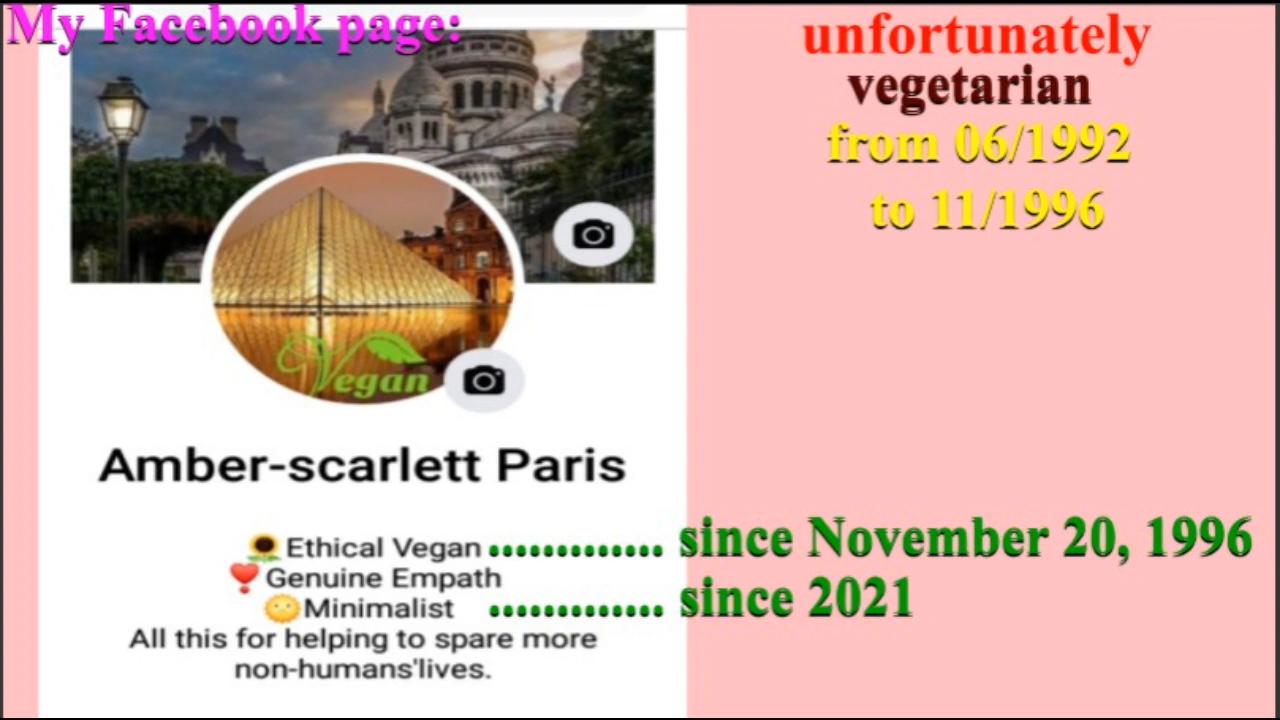 My Facebook page:
unfortunately
vegetarian
from 06/1992
to 11/1996
Vegan
Amber-scarlett Paris
🌻Ethical Vegan ............. since November 20, 1996
❣️Genuine Empath
🌝Minimalist ............. since 2021
All this for helping to spare more
non-humans'lives.